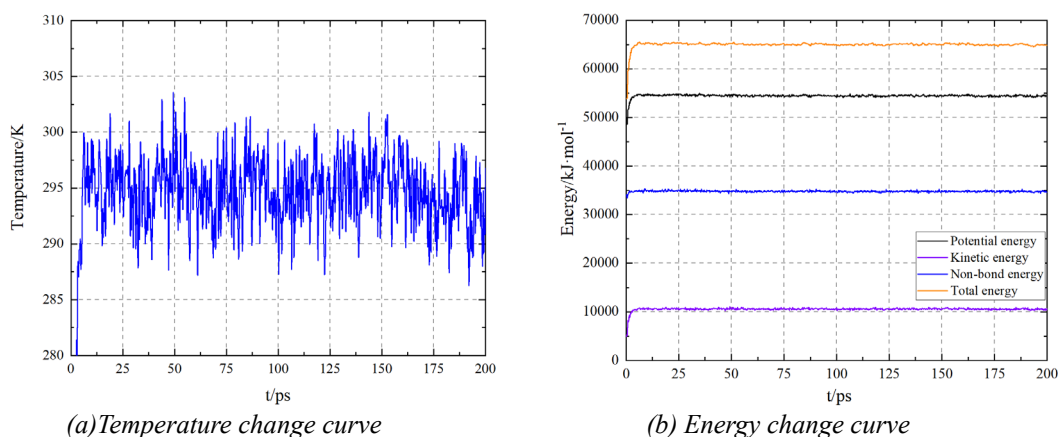 310
305
300
295
290
285
280
Temperature/K
0 25 50 75 100 125 150 175 200
t/ps
(a)Temperature change curve
70000
60000
50000
40000
30000
20000
10000
0
Energy/kJ·mol⁻¹
Potential energy
Kinetic energy
Non-bond energy
Total energy
0 25 50 75 100 125 150 175 200
t/ps
(b) Energy change curve